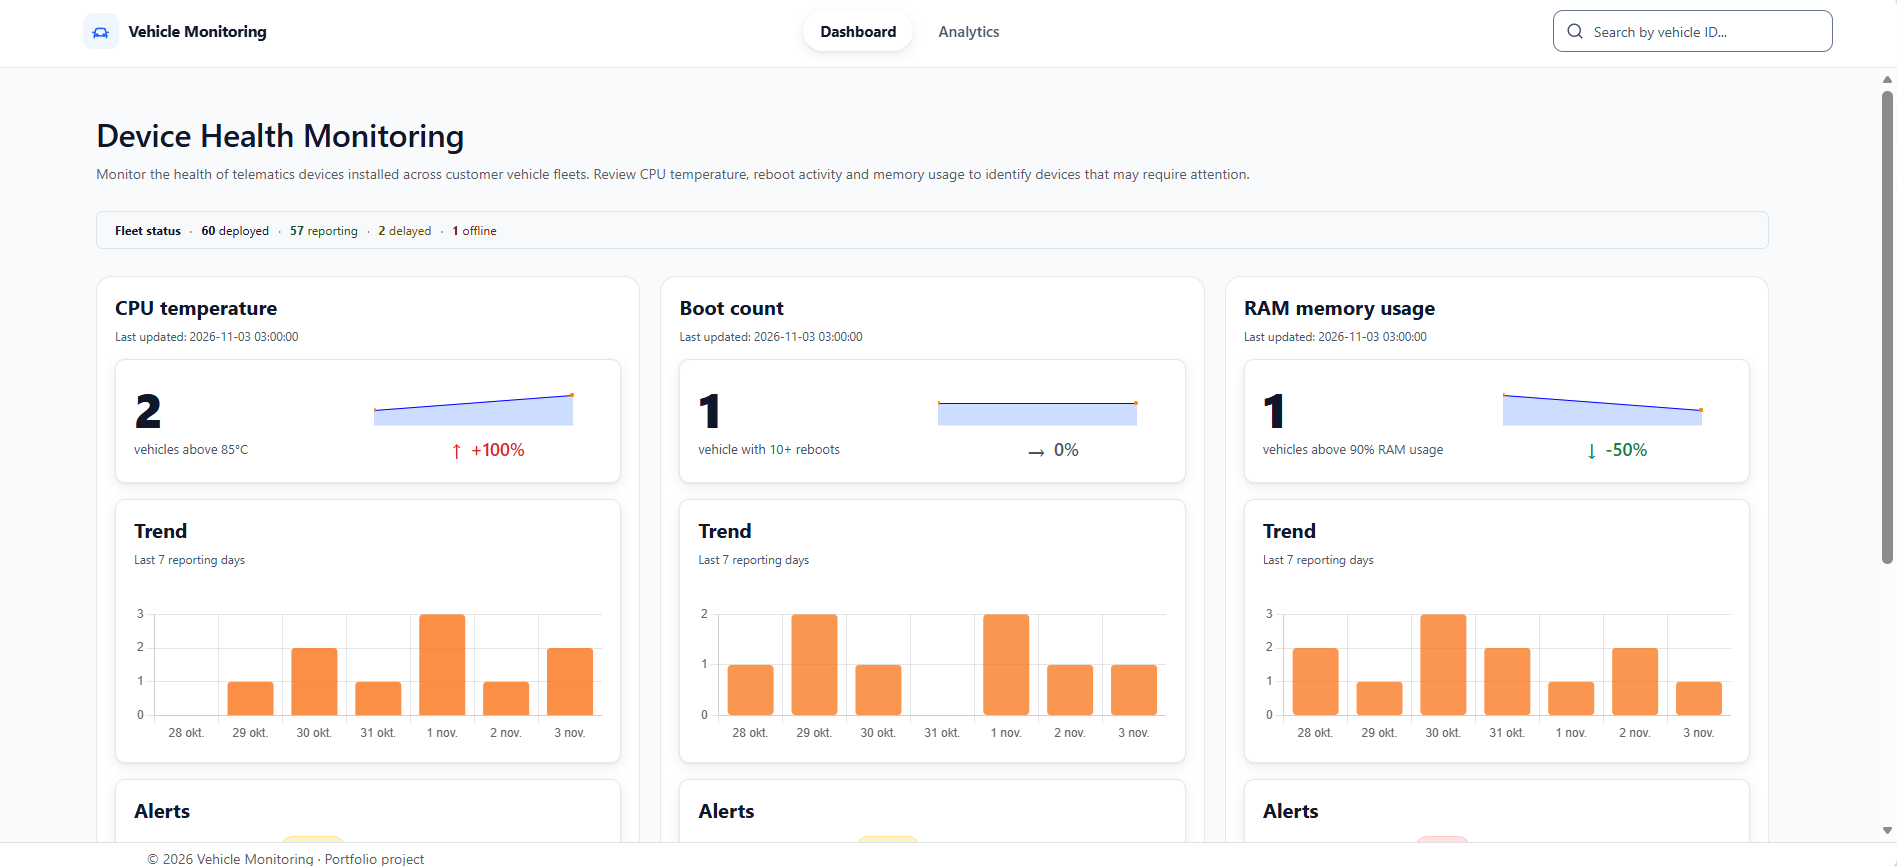 Vehicle Monitoring
Dashboard
Analytics
Search by vehicle ID...
Device Health Monitoring
Monitor the health of telematics devices installed across customer vehicle fleets. Review CPU temperature, reboot activity and memory usage to identify devices that may require attention.
Fleet status · 60 deployed · 57 reporting · 2 delayed · 1 offline
CPU temperature
Last updated: 2026-11-03 03:00:00
2
vehicles above 85°C
↑ +100%
Trend
Last 7 reporting days
3
2
1
0
28 okt. 29 okt. 30 okt. 31 okt. 1 nov. 2 nov. 3 nov.
Alerts
Boot count
Last updated: 2026-11-03 03:00:00
1
vehicle with 10+ reboots
→ 0%
Trend
Last 7 reporting days
2
1
0
28 okt. 29 okt. 30 okt. 31 okt. 1 nov. 2 nov. 3 nov.
Alerts
RAM memory usage
Last updated: 2026-11-03 03:00:00
1
vehicles above 90% RAM usage
↓ -50%
Trend
Last 7 reporting days
3
2
1
0
28 okt. 29 okt. 30 okt. 31 okt. 1 nov. 2 nov. 3 nov.
Alerts
© 2026 Vehicle Monitoring · Portfolio project